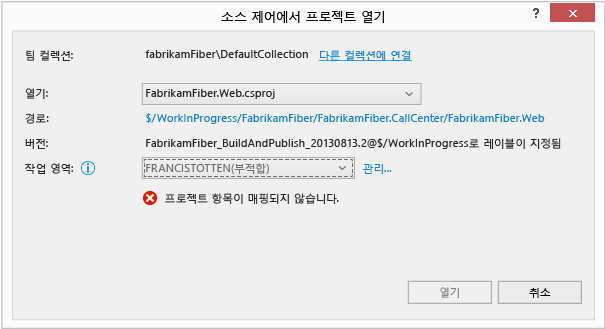 소스 제어에서 프로젝트 열기
팀 컬렉션: fabrikamFiber\DefaultCollection 다른 컬렉션에 연결
열기: FabrikamFiber.Web.csproj
경로: $/WorkInProgress/FabrikamFiber/FabrikamFiber.CallCenter/FabrikamFiber.Web
버전: FabrikamFiber_BuildAndPublish_20130813.2@$/WorkInProgress로 레이블이 지정됨
작업 영역: FRANCISTOTTEN(부적합) 관리...
프로젝트 항목이 매핑되지 않습니다.
열기 취소